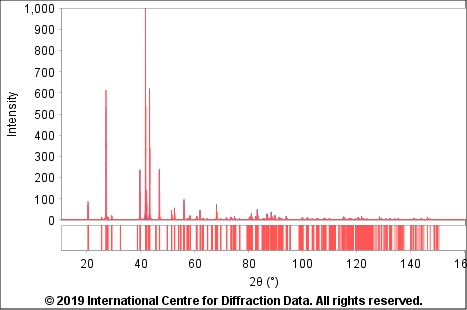 1,000
900
800
700
600
500
400
300
200
100
0
Intensity
20 40 60 80 100 120 140 160
2θ (°)
© 2019 International Centre for Diffraction Data. All rights reserved.